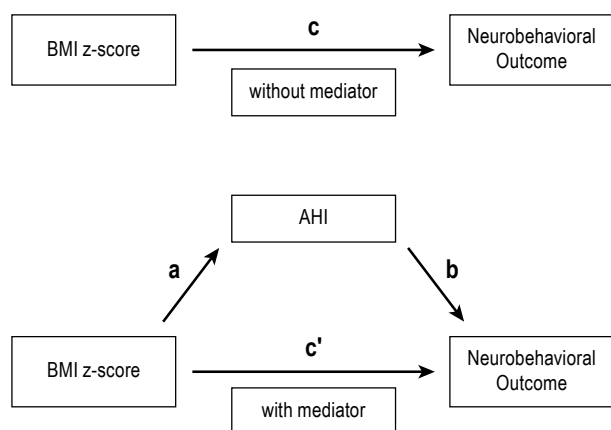 c
BMI z-score
Neurobehavioral
Outcome
without mediator
AHI
a
b
c'
BMI z-score
Neurobehavioral
Outcome
with mediator